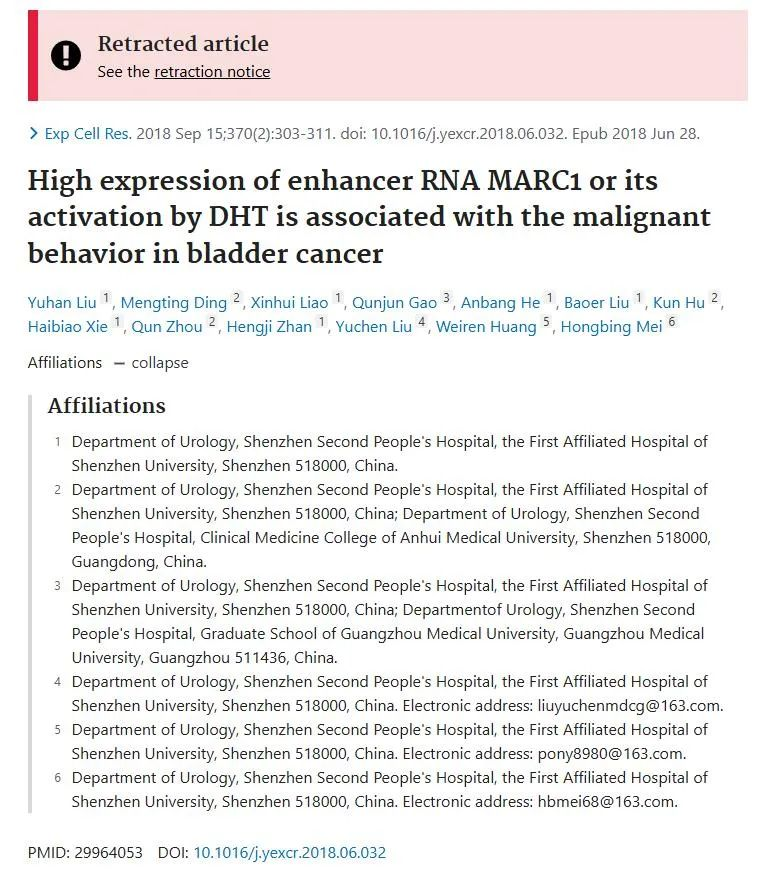 Retracted article
See the retraction notice
Exp Cell Res. 2018 Sep 15;370(2):303-311. doi: 10.1016/j.yexcr.2018.06.032. Epub 2018 Jun 28.
High expression of enhancer RNA MARC1 or its
activation by DHT is associated with the malignant
behavior in bladder cancer
Yuhan Liu 1, Mengting Ding 2, Xinhui Liao 1, Qunjun Gao 3, Anbang He 1, Baoer Liu 1, Kun Hu 2,
Haibiao Xie 1, Qun Zhou 2, Hengji Zhan 1, Yuchen Liu 4, Weiren Huang 5, Hongbing Mei 6
Affiliations — collapse
Affiliations
1 Department of Urology, Shenzhen Second People's Hospital, the First Affiliated Hospital of
Shenzhen University, Shenzhen 518000, China.
2 Department of Urology, Shenzhen Second People's Hospital, the First Affiliated Hospital of
Shenzhen University, Shenzhen 518000, China; Department of Urology, Shenzhen Second
People's Hospital, Clinical Medicine College of Anhui Medical University, Shenzhen 518000,
Guangdong, China.
3 Department of Urology, Shenzhen Second People's Hospital, the First Affiliated Hospital of
Shenzhen University, Shenzhen 518000, China; Departmentof Urology, Shenzhen Second
People's Hospital, Graduate School of Guangzhou Medical University, Guangzhou Medical
University, Guangzhou 511436, China.
4 Department of Urology, Shenzhen Second People's Hospital, the First Affiliated Hospital of
Shenzhen University, Shenzhen 518000, China. Electronic address: liuyuchenmdcg@163.com.
5 Department of Urology, Shenzhen Second People's Hospital, the First Affiliated Hospital of
Shenzhen University, Shenzhen 518000, China. Electronic address: pony8980@163.com.
6 Department of Urology, Shenzhen Second People's Hospital, the First Affiliated Hospital of
Shenzhen University, Shenzhen 518000, China. Electronic address: hbmei68@163.com.
PMID: 29964053 DOI: 10.1016/j.yexcr.2018.06.032